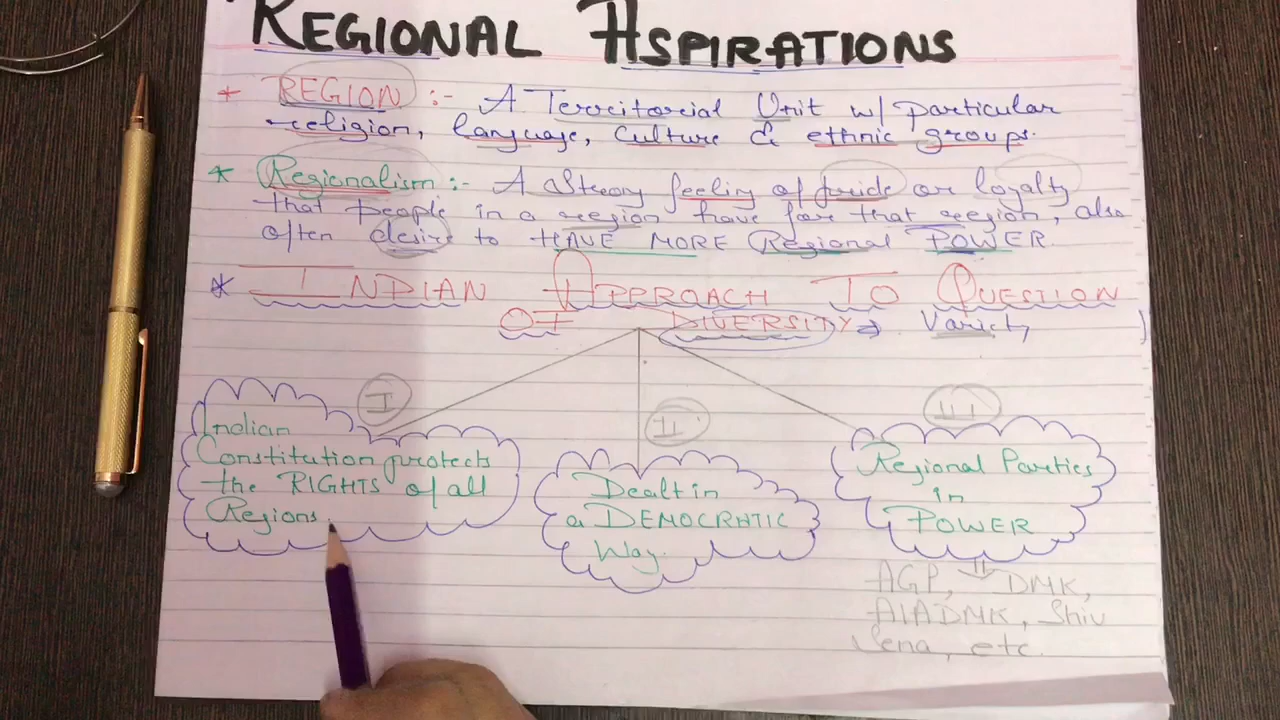 REGIONAL ASPIRATIONS
* REGION :- A Territorial Unit w/ particular
religion, language, culture & ethnic groups.
* Regionalism :- A strong feeling of pride or loyalty
that people in a region have for that region, also
often desire to HAVE MORE Regional POWER.
* INDIAN APPROACH TO QUESTION
OF DIVERSITY → Variety
I
Indian
Constitution protects
the RIGHTS of all
Regions.
II
Dealt in
a DEMOCRATIC
Way.
III
Regional Parties
in
POWER
AGP, DMK,
AIADMK, Shiv
Sena, etc.